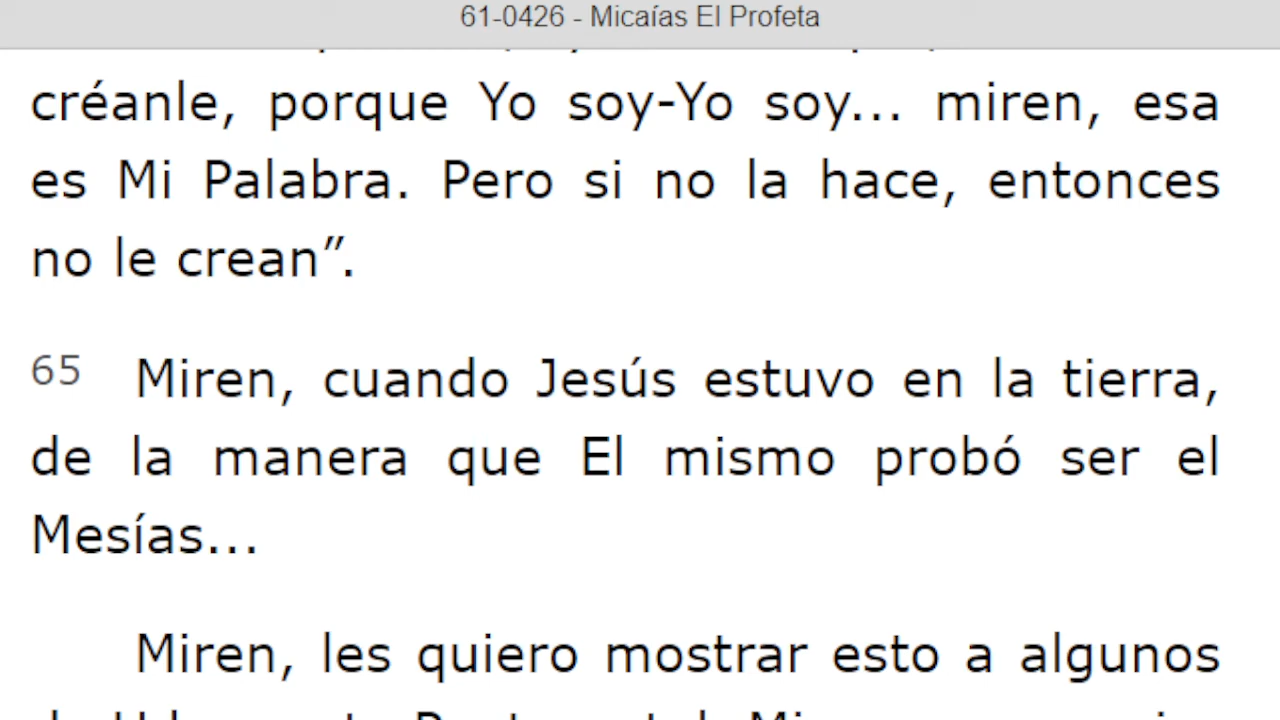 61-0426 - Micaías El Profeta
créanle, porque Yo soy-Yo soy... miren, esa
es Mi Palabra. Pero si no la hace, entonces
no le crean”.
65 Miren, cuando Jesús estuvo en la tierra,
de la manera que El mismo probó ser el
Mesías...
Miren, les quiero mostrar esto a algunos